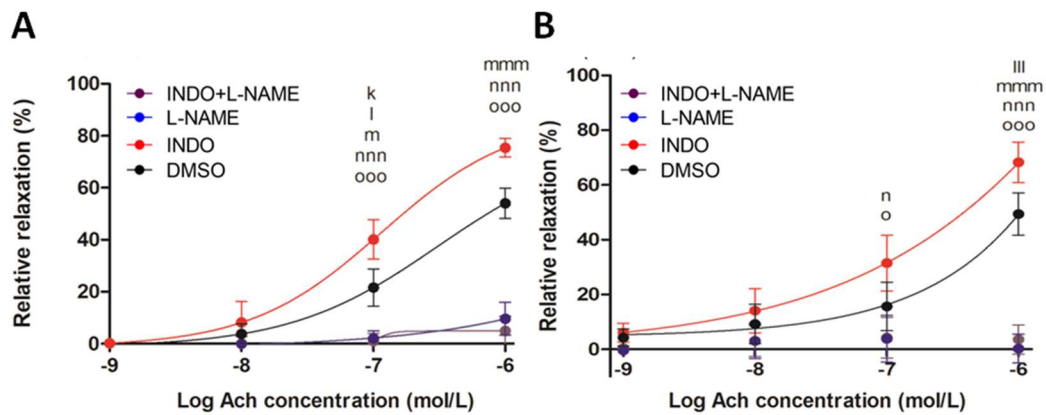 A
B
Relative relaxation (%)
100
80
60
40
20
0
INDO+L-NAME
L-NAME
INDO
DMSO
k
l
m
nnn
ooo
mmm
nnn
ooo
-9
-8
-7
-6
Log Ach concentration (mol/L)
Relative relaxation (%)
100
80
60
40
20
0
INDO+L-NAME
L-NAME
INDO
DMSO
n
o
lll
mmm
nnn
ooo
-9
-8
-7
-6
Log Ach concentration (mol/L)